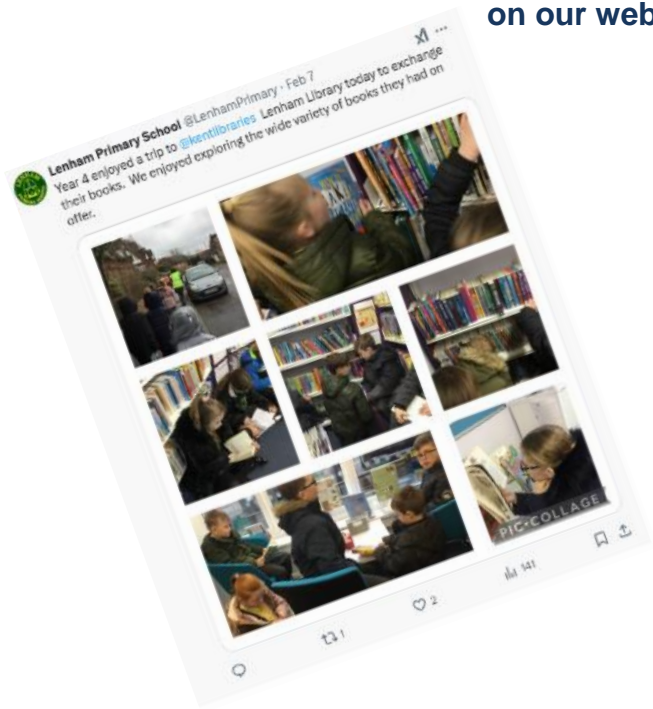 on our web
Lenham Primary School @LenhamPrimary · Feb 7
Year 4 enjoyed a trip to @kentlibraries Lenham Library today to exchange
their books. We enjoyed exploring the wide variety of books they had on
offer.
PIC•COLLAGE
1
2
141